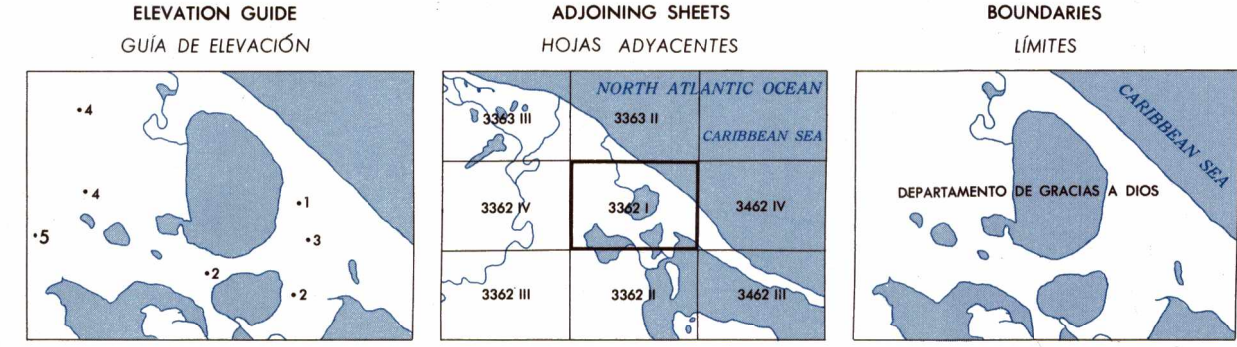 ELEVATION GUIDE
GUÍA DE ELEVACIÓN
4
4
1
5
3
2
2
ADJOINING SHEETS
HOJAS ADYACENTES
NORTH ATLANTIC OCEAN
3363 III
3363 II
CARIBBEAN SEA
3362 IV
3362 I
3462 IV
3362 III
3362 II
3462 III
BOUNDARIES
LÍMITES
CARIBBEAN SEA
DEPARTAMENTO DE GRACIAS A DIOS